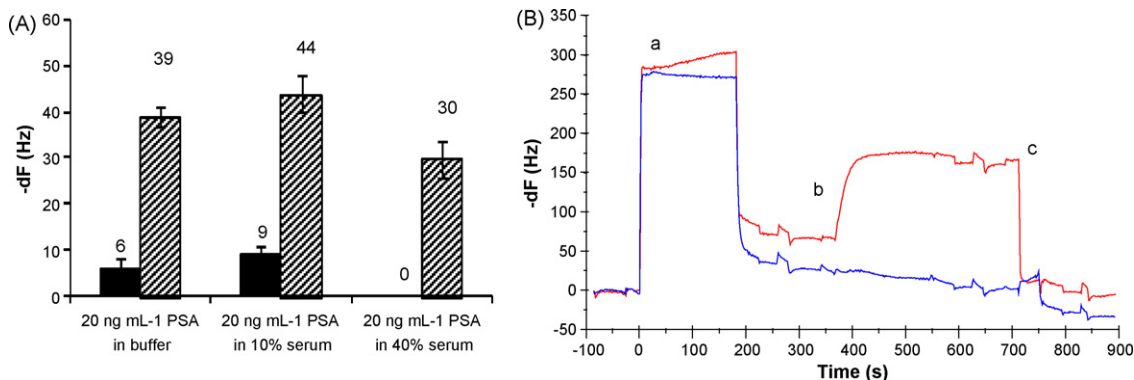 (A)
60
50
40
30
20
10
0
-dF (Hz)
39
44
30
6
9
0
20 ng mL-1 PSA
in buffer
20 ng mL-1 PSA
in 10% serum
20 ng mL-1 PSA
in 40% serum
(B)
350
300
250
200
150
100
50
0
-50
-dF (Hz)
a
b
c
-100 0 100 200 300 400 500 600 700 800 900
Time (s)